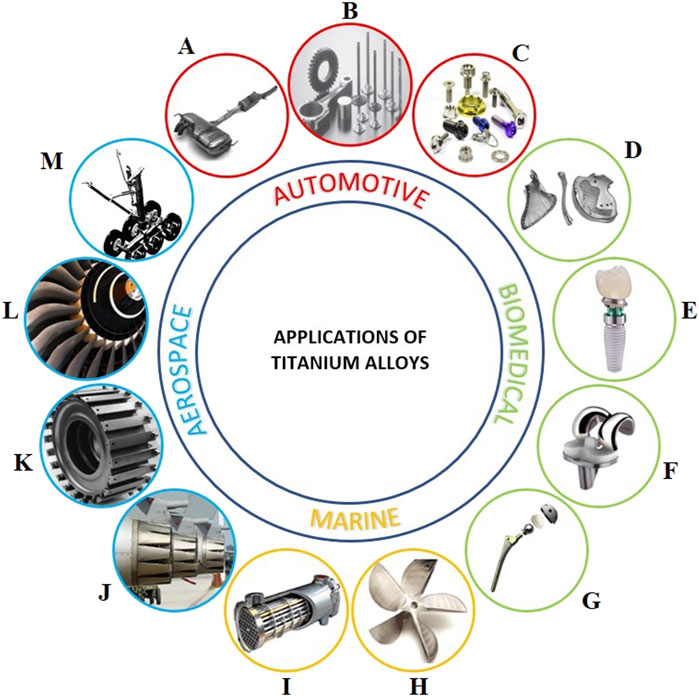 B
A
C
M
D
AUTOMOTIVE
L
E
AEROSPACE
BIOMEDICAL
APPLICATIONS OF
TITANIUM ALLOYS
K
F
MARINE
J
G
I
H